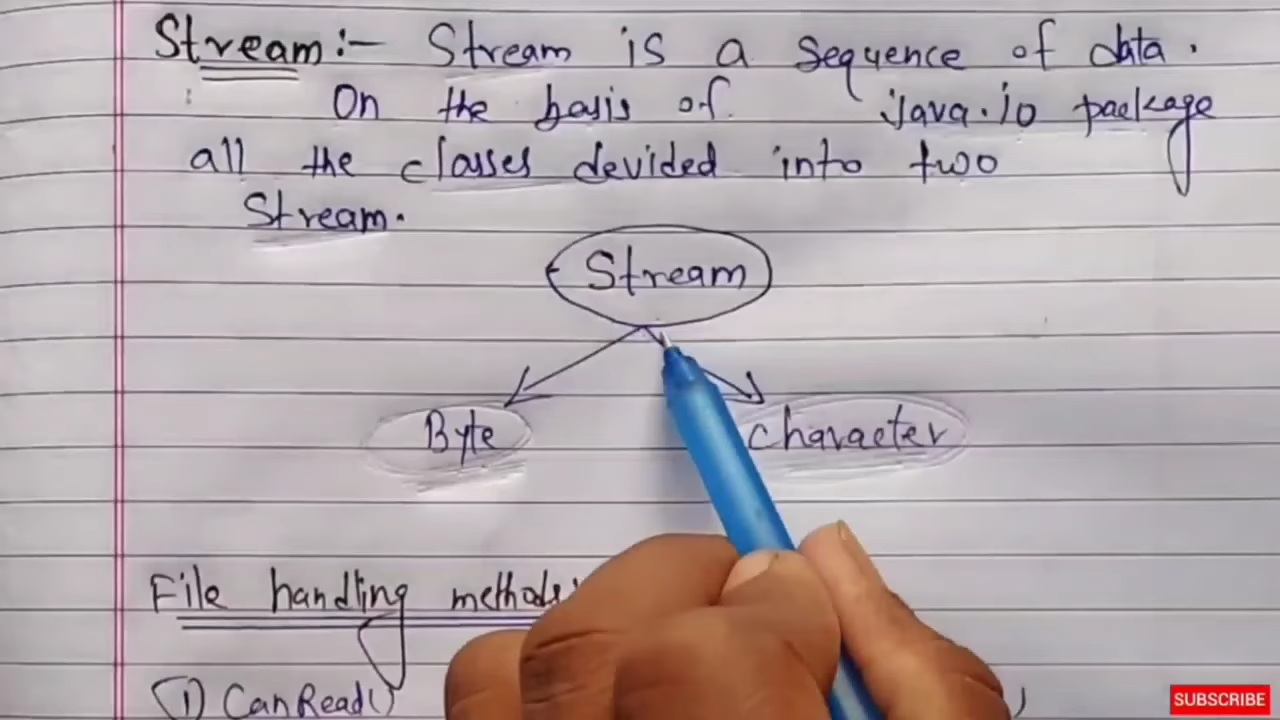 Stream:- Stream is a sequence of data.
On the basis of java.io package
all the classes devided into two
Stream.
Stream
Byte character
File handling methods
(1) CanRead()
SUBSCRIBE